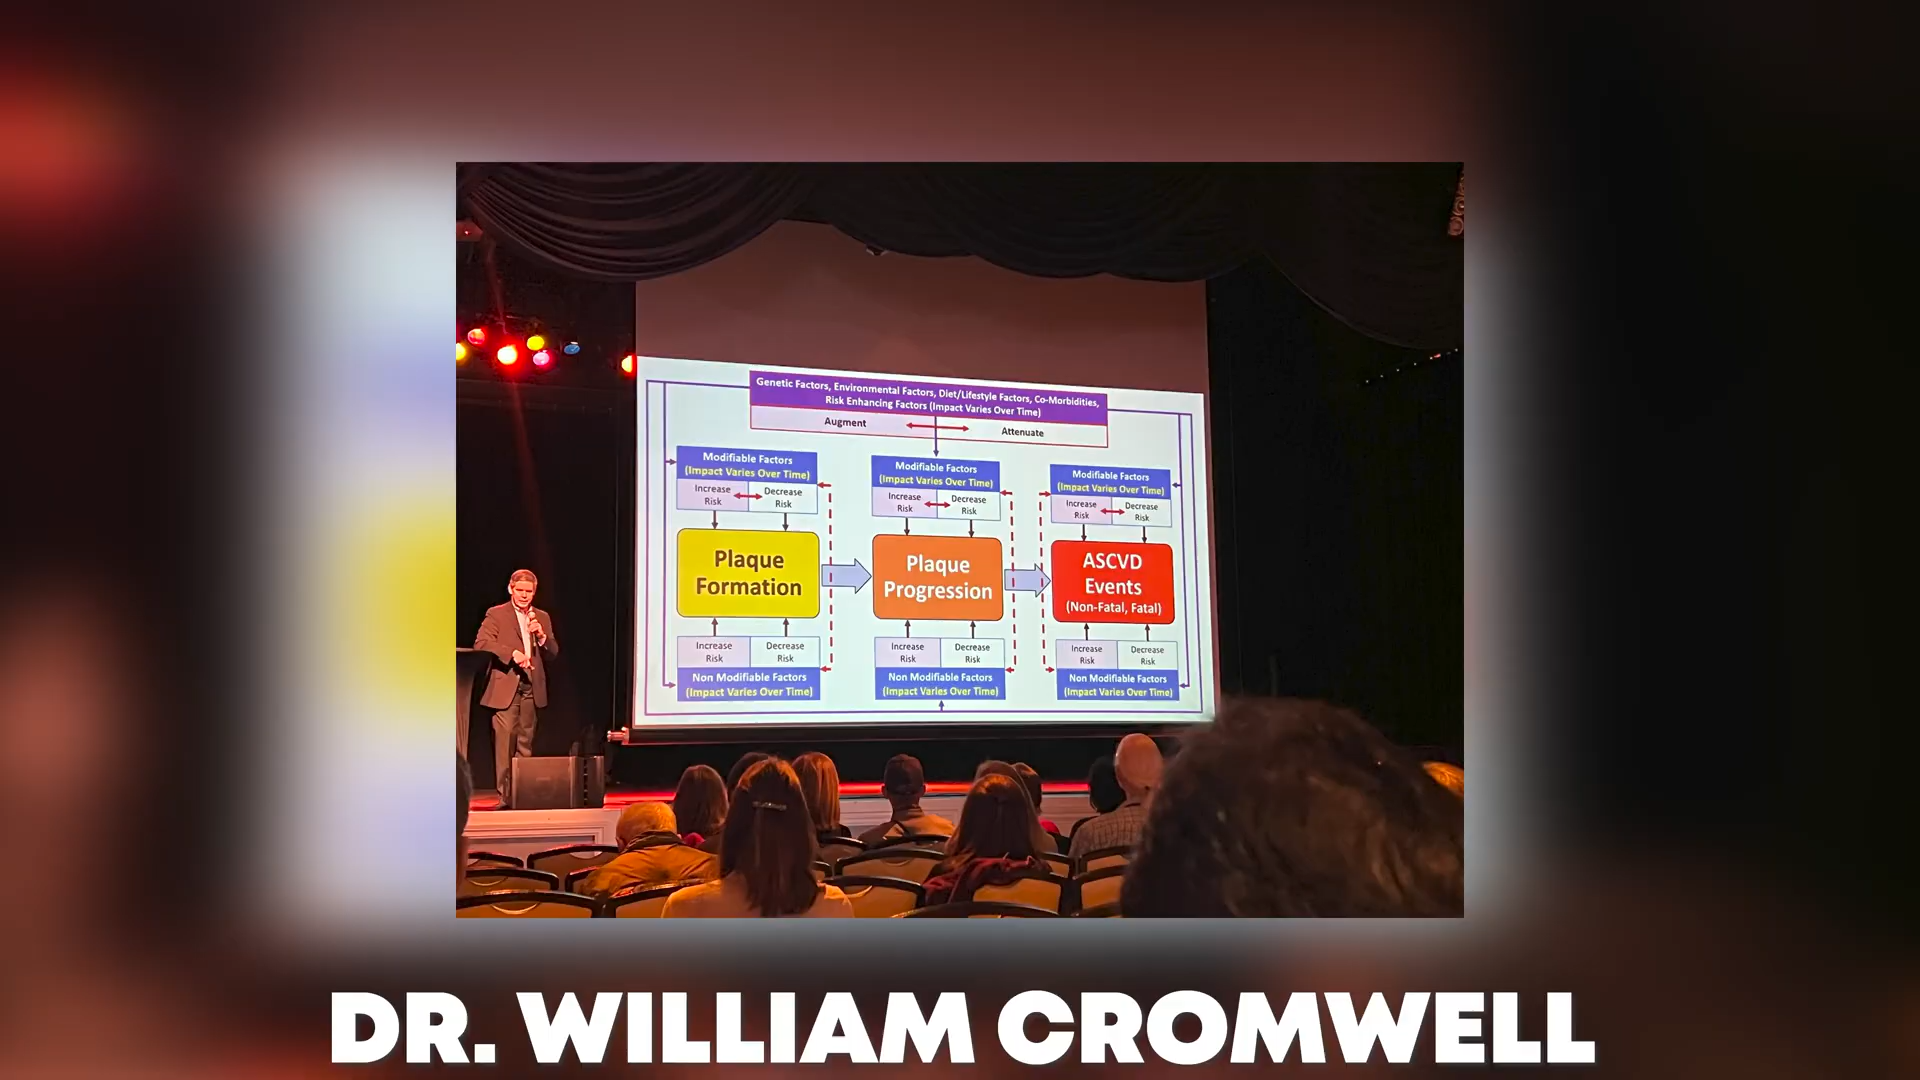 Genetic Factors, Environmental Factors, Diet/Lifestyle Factors, Co-Morbidities,
Risk Enhancing Factors (Impact Varies Over Time)
Augment
Attenuate
Modifiable Factors
(Impact Varies Over Time)
Increase
Risk
Decrease
Risk
Plaque
Formation
Increase
Risk
Decrease
Risk
Non Modifiable Factors
(Impact Varies Over Time)
Modifiable Factors
(Impact Varies Over Time)
Increase
Risk
Decrease
Risk
Plaque
Progression
Increase
Risk
Decrease
Risk
Non Modifiable Factors
(Impact Varies Over Time)
Modifiable Factors
(Impact Varies Over Time)
Increase
Risk
Decrease
Risk
ASCVD
Events
(Non-Fatal, Fatal)
Increase
Risk
Decrease
Risk
Non Modifiable Factors
(Impact Varies Over Time)
DR. WILLIAM CROMWELL